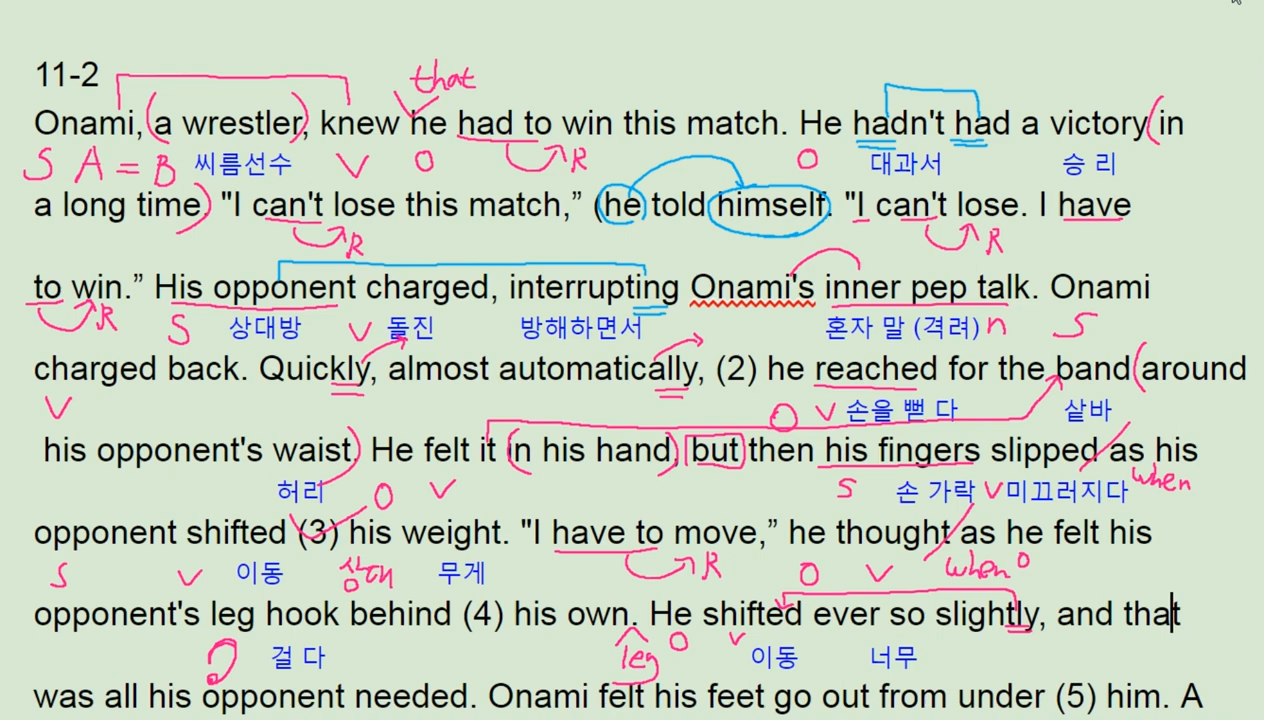 11-2
that
Onami, (a wrestler), knew he had to win this match. He hadn't had a victory (in
S A = B 씨름선수 V O R O 대과서 승 리
a long time) "I can't lose this match,” (he told himself. "I can't lose. I have
R R
to win.” His opponent charged, interrupting Onami's inner pep talk. Onami
R S 상대방 V 돌진 방해하면서 혼자 말 (격려) n S
charged back. Quickly, almost automatically, (2) he reached for the band (around
V O V 손을 뻗 다 샅바
his opponent's waist) He felt it (in his hand), but then his fingers slipped as his
허리 O V S 손 가락 V 미끄러지다 when
opponent shifted (3) his weight. "I have to move,” he thought as he felt his
S V 이동 상대 무게 R O V when O
opponent's leg hook behind (4) his own. He shifted ever so slightly, and that
걸 다 leg O V 이동 너무
was all his opponent needed. Onami felt his feet go out from under (5) him. A